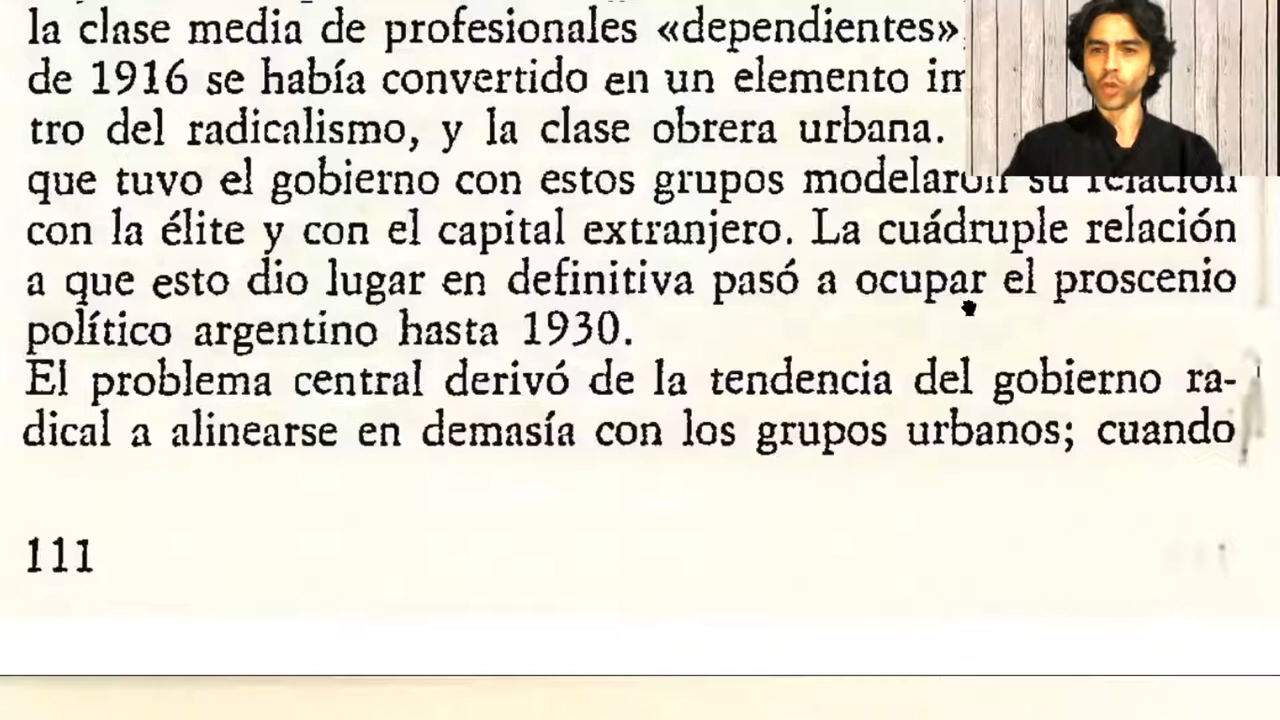 la clase media de profesionales «dependientes»
de 1916 se había convertido en un elemento
tro del radicalismo, y la clase obrera urbana.
que tuvo el gobierno con estos grupos modelaron su relación
con la élite y con el capital extranjero. La cuádruple relación
a que esto dio lugar en definitiva pasó a ocupar el proscenio
político argentino hasta 1930.
El problema central derivó de la tendencia del gobierno ra-
dical a alinearse en demasía con los grupos urbanos; cuando
111